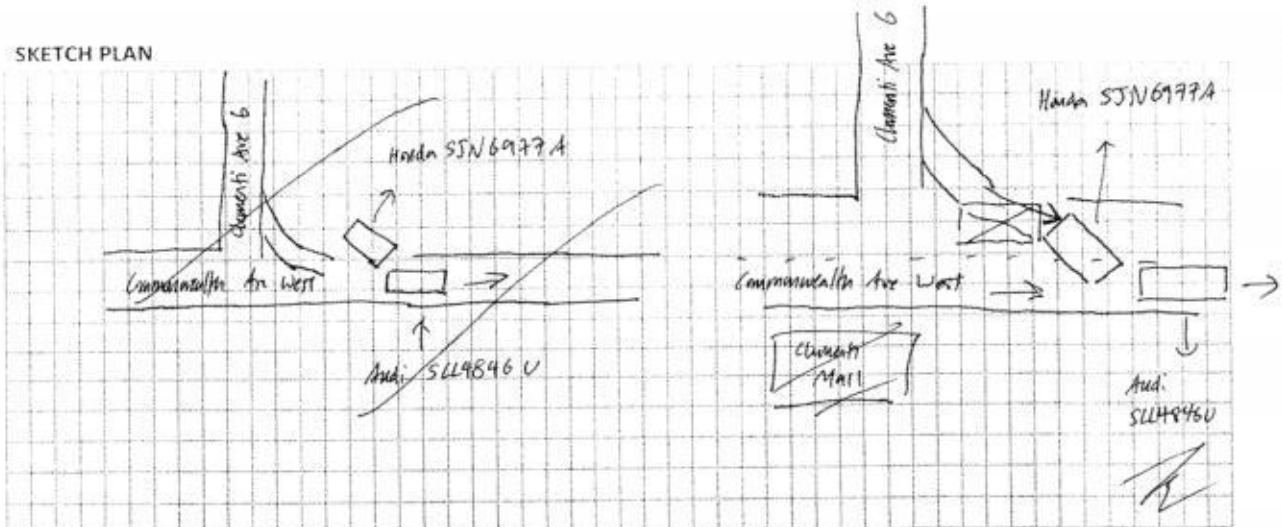 SKETCH PLAN
Clementi Ave 6
Honda SJN6977A
Commonwealth Ave West
Audi SLL4846U
Clementi Ave 6
Honda SJN6977A
Commonwealth Ave West
Clementi
Mall
Audi
SLL4846U